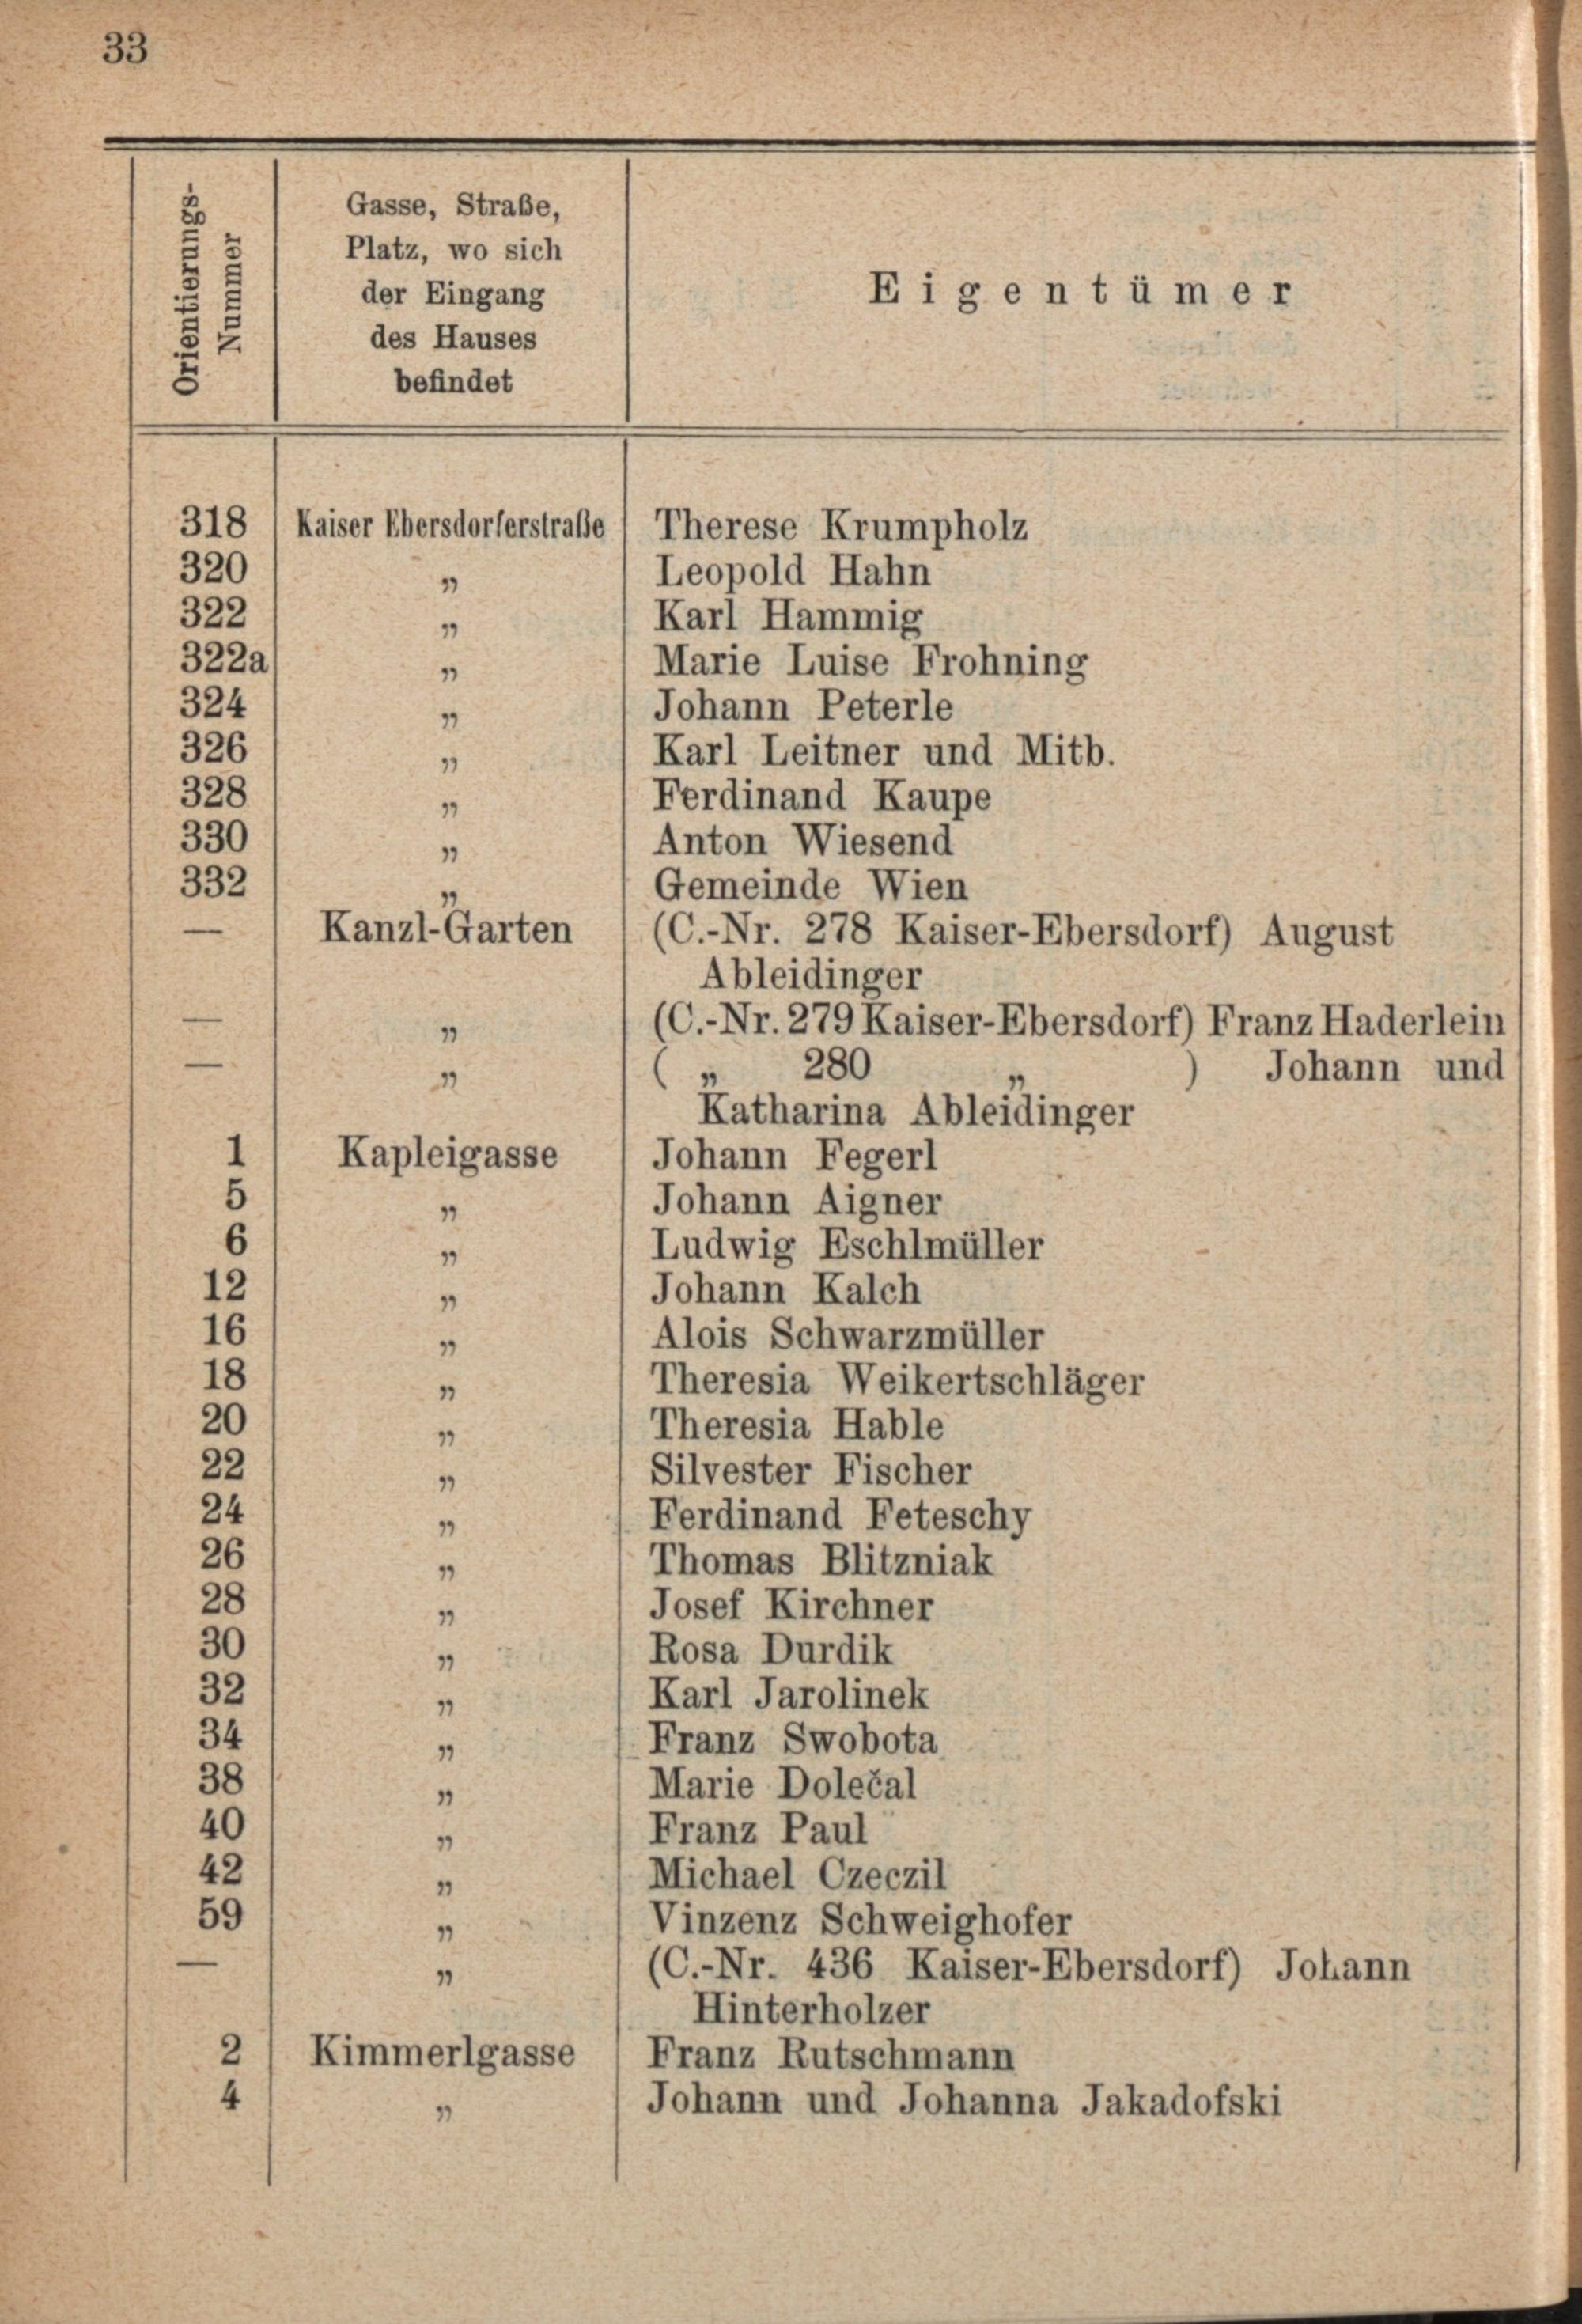 33
Orientierungs-
Nummer
Gasse, Straße,
Platz, wo sich
der Eingang
des Hauses
befindet
Eigentümer
318 Kaiser Ebersdorferstraße Therese Krumpholz
320 „ Leopold Hahn
322 „ Karl Hammig
322a „ Marie Luise Frohning
324 „ Johann Peterle
326 „ Karl Leitner und Mitb.
328 „ Ferdinand Kaupe
330 „ Anton Wiesend
332 „ Gemeinde Wien
— Kanzl-Garten (C.-Nr. 278 Kaiser-Ebersdorf) August
Ableidinger
— „ (C.-Nr. 279 Kaiser-Ebersdorf) Franz Haderlein
— „ ( „ 280 „ ) Johann und
Katharina Ableidinger
1 Kapleigasse Johann Fegerl
5 „ Johann Aigner
6 „ Ludwig Eschlmüller
12 „ Johann Kalch
16 „ Alois Schwarzmüller
18 „ Theresia Weikertschläger
20 „ Theresia Hable
22 „ Silvester Fischer
24 „ Ferdinand Feteschy
26 „ Thomas Blitzniak
28 „ Josef Kirchner
30 „ Rosa Durdik
32 „ Karl Jarolinek
34 „ Franz Swobota
38 „ Marie Dolečal
40 „ Franz Paul
42 „ Michael Czeczil
59 „ Vinzenz Schweighofer
— „ (C.-Nr. 436 Kaiser-Ebersdorf) Johann
Hinterholzer
2 Kimmerlgasse Franz Rutschmann
4 „ Johann und Johanna Jakadofski